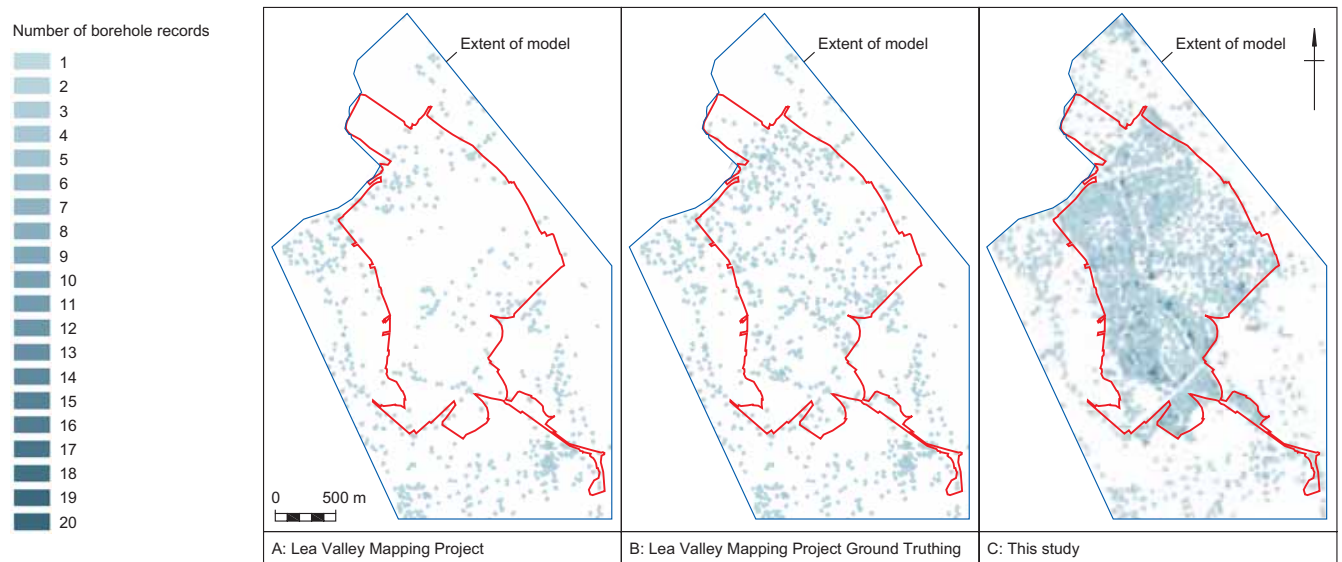 Number of borehole records
1
2
3
4
5
6
7
8
9
10
11
12
13
14
15
16
17
18
19
20
Extent of model
0 500 m
A: Lea Valley Mapping Project
Extent of model
B: Lea Valley Mapping Project Ground Truthing
Extent of model
C: This study